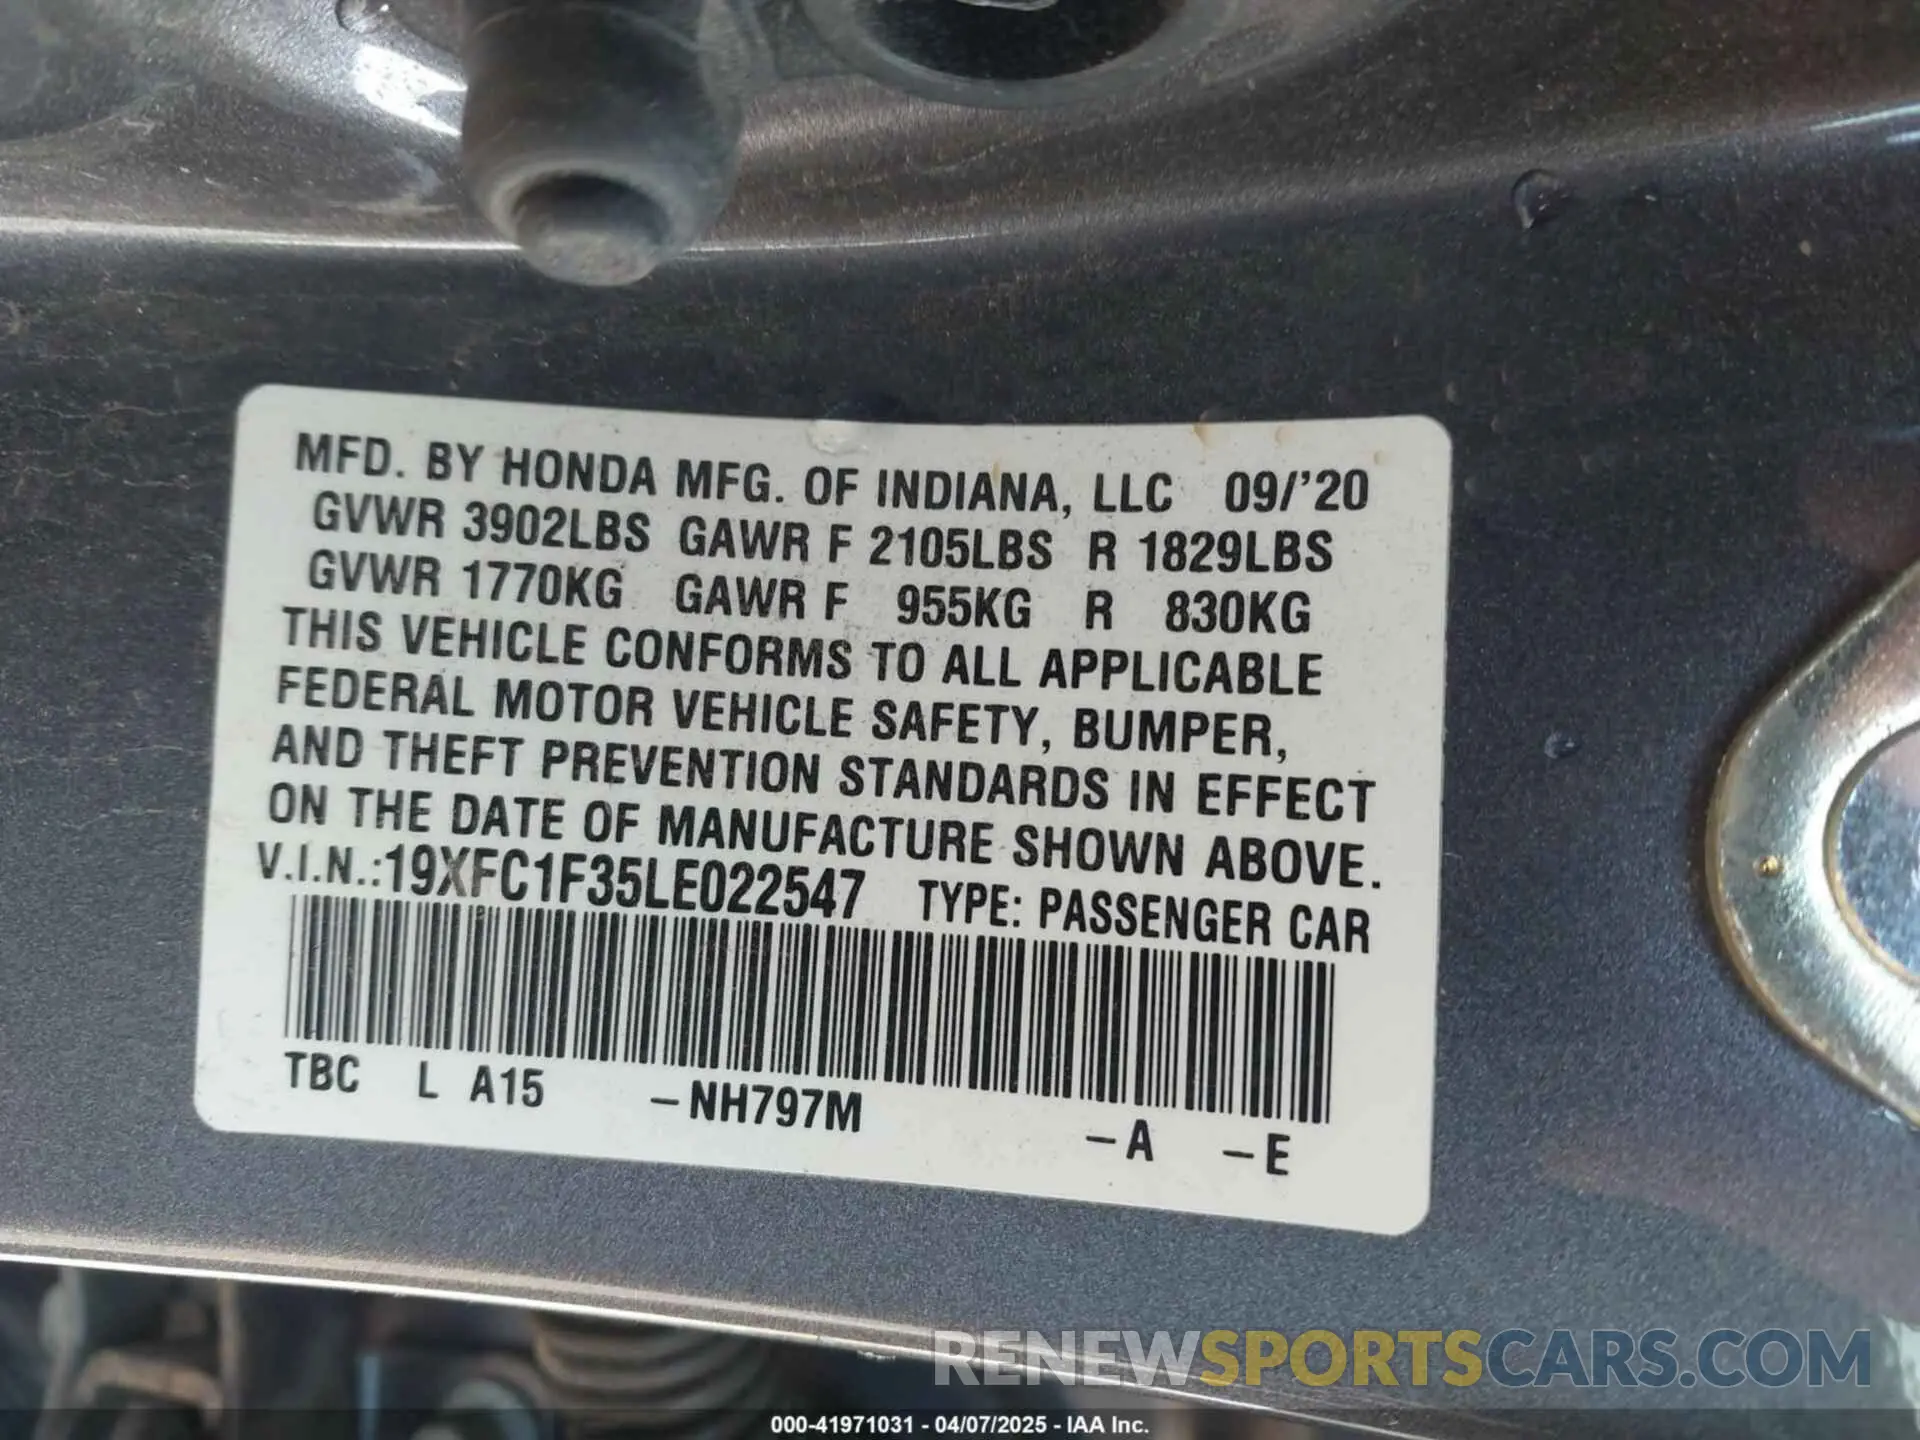 MFD. BY HONDA MFG. OF INDIANA, LLC 09/'20
GVWR 3902LBS GAWR F 2105LBS R 1829LBS
GVWR 1770KG GAWR F 955KG R 830KG
THIS VEHICLE CONFORMS TO ALL APPLICABLE
FEDERAL MOTOR VEHICLE SAFETY, BUMPER,
AND THEFT PREVENTION STANDARDS IN EFFECT
ON THE DATE OF MANUFACTURE SHOWN ABOVE.
V.I.N.:19XFC1F35LE022547 TYPE: PASSENGER CAR
TBC L A15 –NH797M –A –E
RENEWSPORTSCARS.COM
000-41971031 - 04/07/2025 - IAA Inc.